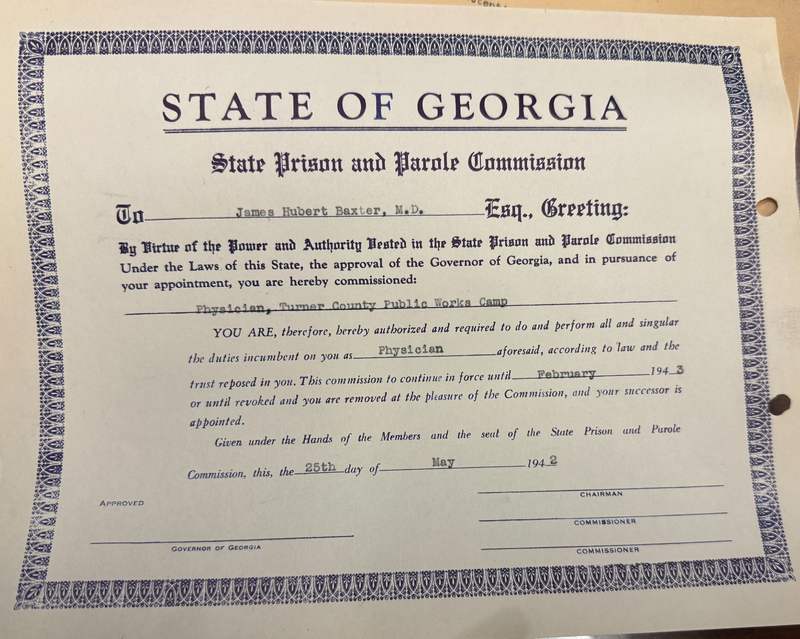 STATE OF GEORGIA
State Prison and Parole Commission
To James Hubert Baxter, M.D. Esq., Greeting:
By Virtue of the Power and Authority Vested in the State Prison and Parole Commission
Under the Laws of this State, the approval of the Governor of Georgia, and in pursuance of
your appointment, you are hereby commissioned:
Physician, Turner County Public Works Camp
YOU ARE, therefore, hereby authorized and required to do and perform all and singular
the duties incumbent on you as Physician aforesaid, according to law and the
trust reposed in you. This commission to continue in force until February 1943
or until revoked and you are removed at the pleasure of the Commission, and your successor is
appointed.
Given under the Hands of the Members and the seal of the State Prison and Parole
Commission, this, the 25th day of May 1942
APPROVED
CHAIRMAN
COMMISSIONER
GOVERNOR OF GEORGIA
COMMISSIONER